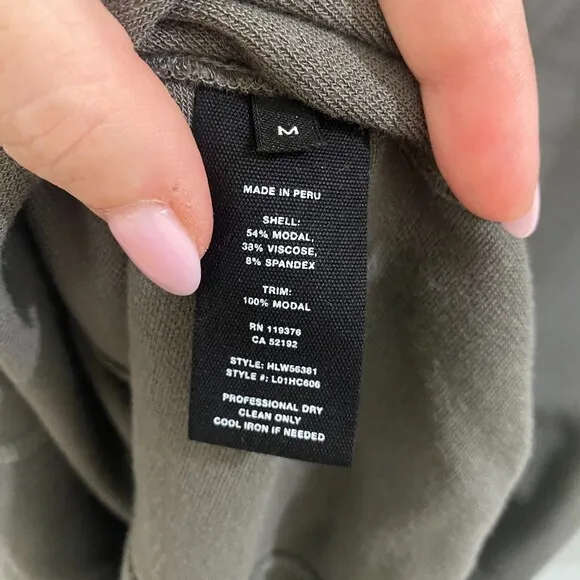 M
MADE IN PERU
SHELL:
54% MODAL,
38% VISCOSE,
8% SPANDEX
TRIM:
100% MODAL
RN 119376
CA 52192
STYLE: HLW56381
STYLE #: L01HC606
PROFESSIONAL DRY
CLEAN ONLY
COOL IRON IF NEEDED